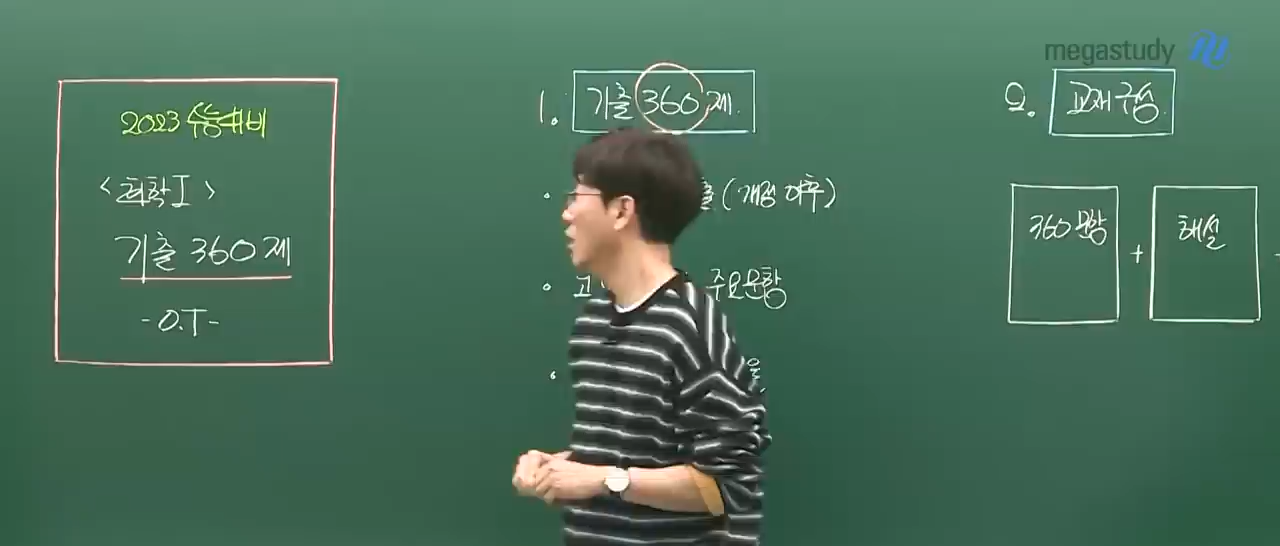 megastudy
2023 수능대비
<화학I>
기출 360제
-O.T-
1. 기출 360제.
(개정 이후)
주요문항
2. 교재구성
360문항 + 해설